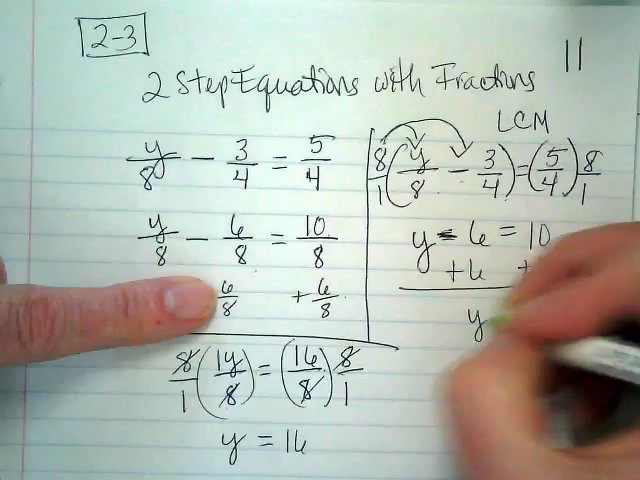 2-3
11
2 Step Equations with Fractions
y/8 - 3/4 = 5/4
y/8 - 6/8 = 10/8
6/8 + 6/8
8/1 (1y/8) = (16/8) 8/1
y = 16
LCM
8/1 (y/8 - 3/4) = (5/4) 8/1
y - 6 = 10
+6 +
y